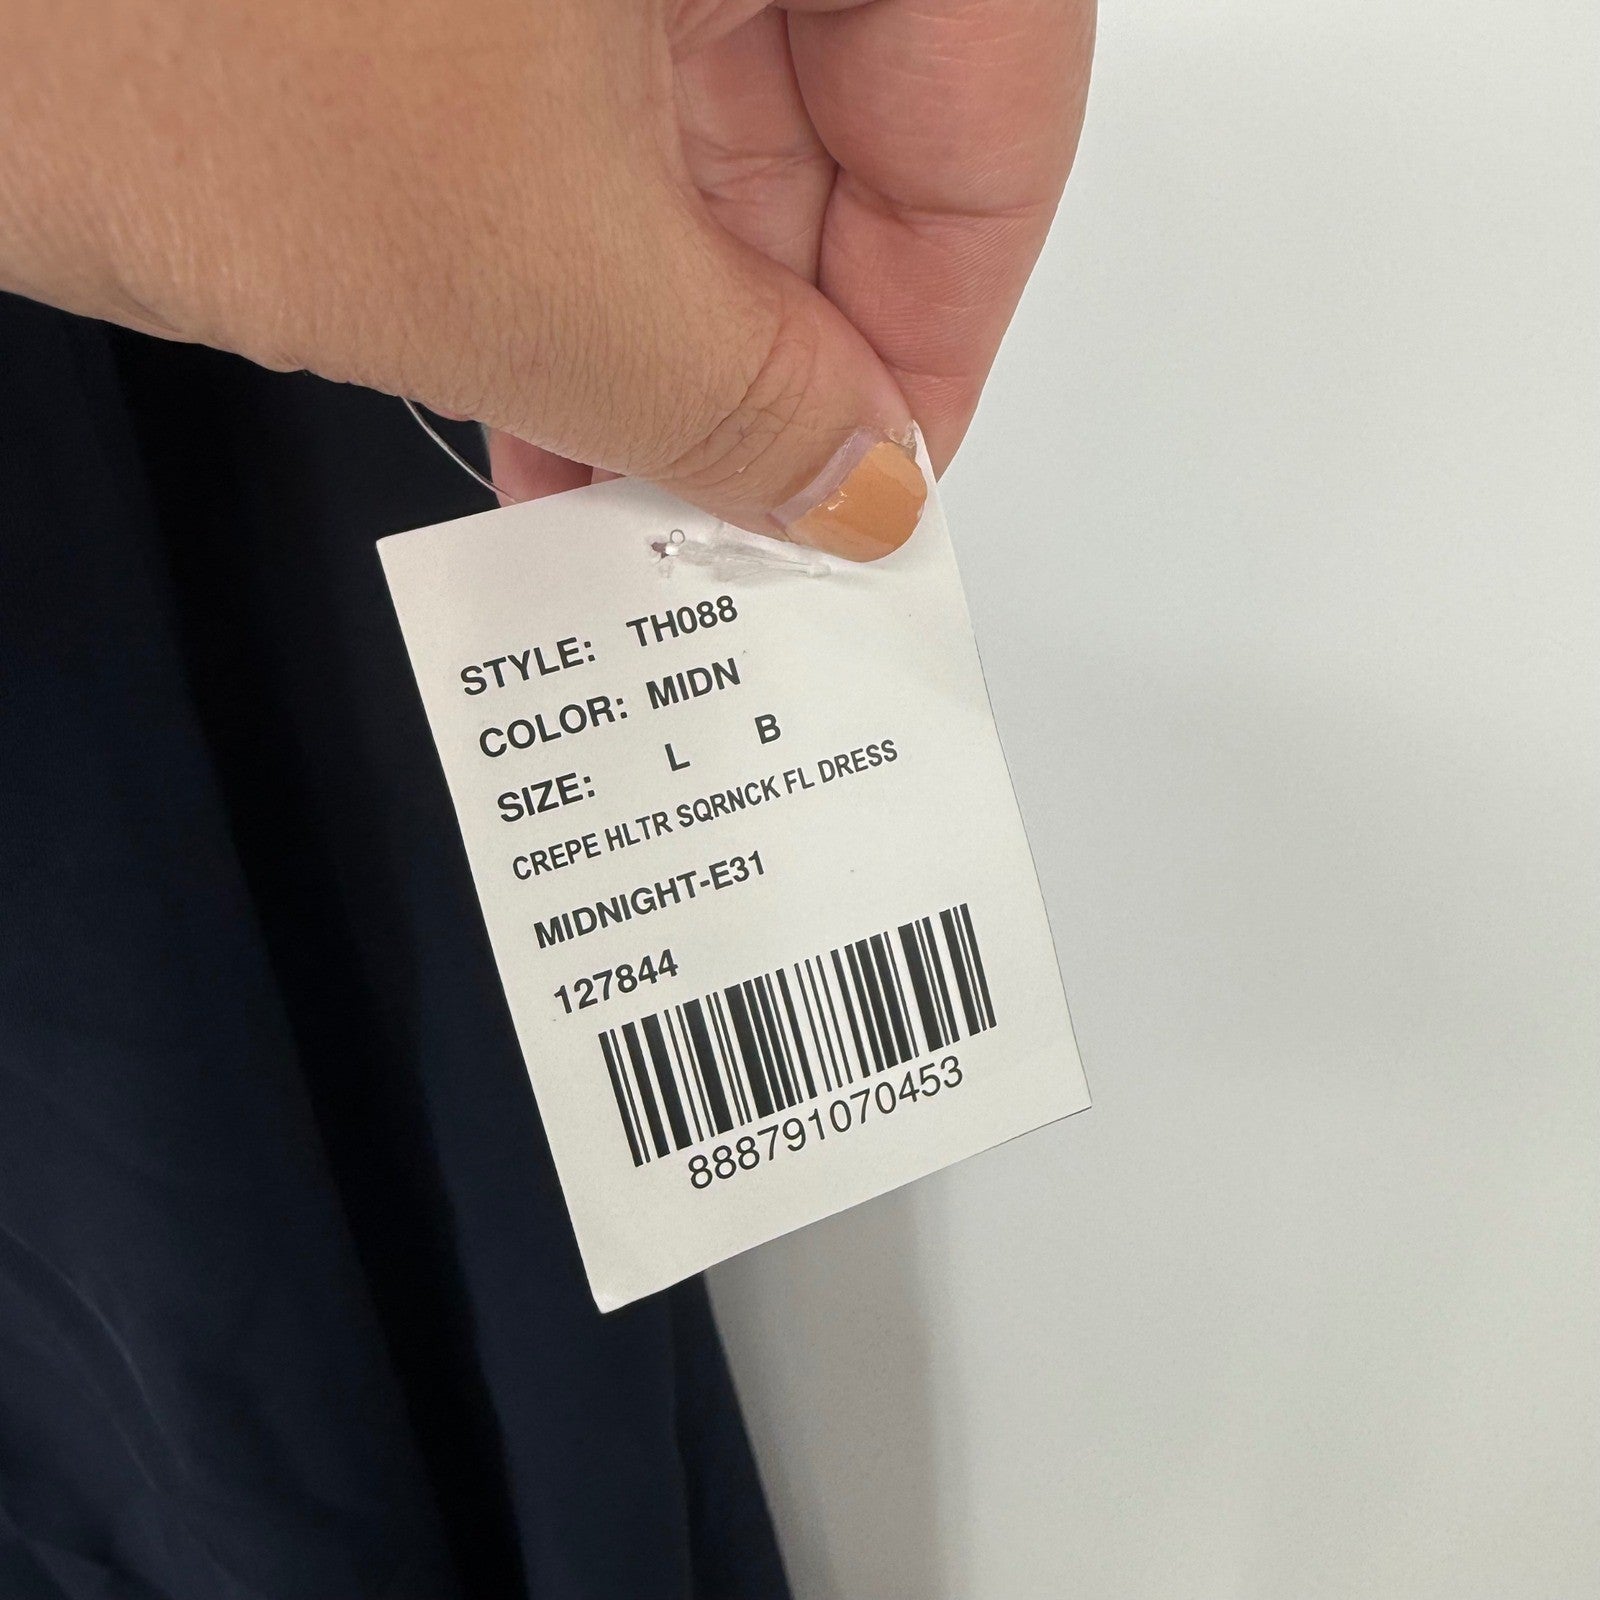 STYLE: TH088
COLOR: MIDN
SIZE: L B
CREPE HLTR SQRNCK FL DRESS
MIDNIGHT-E31
127844
888791070453